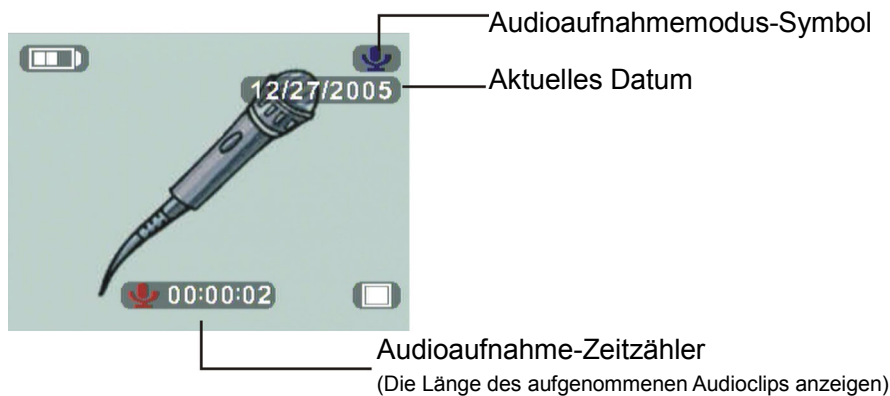 Audioaufnahmemodus-Symbol
12/27/2005
Aktuelles Datum
00:00:02
Audioaufnahme-Zeitzähler
(Die Länge des aufgenommenen Audioclips anzeigen)